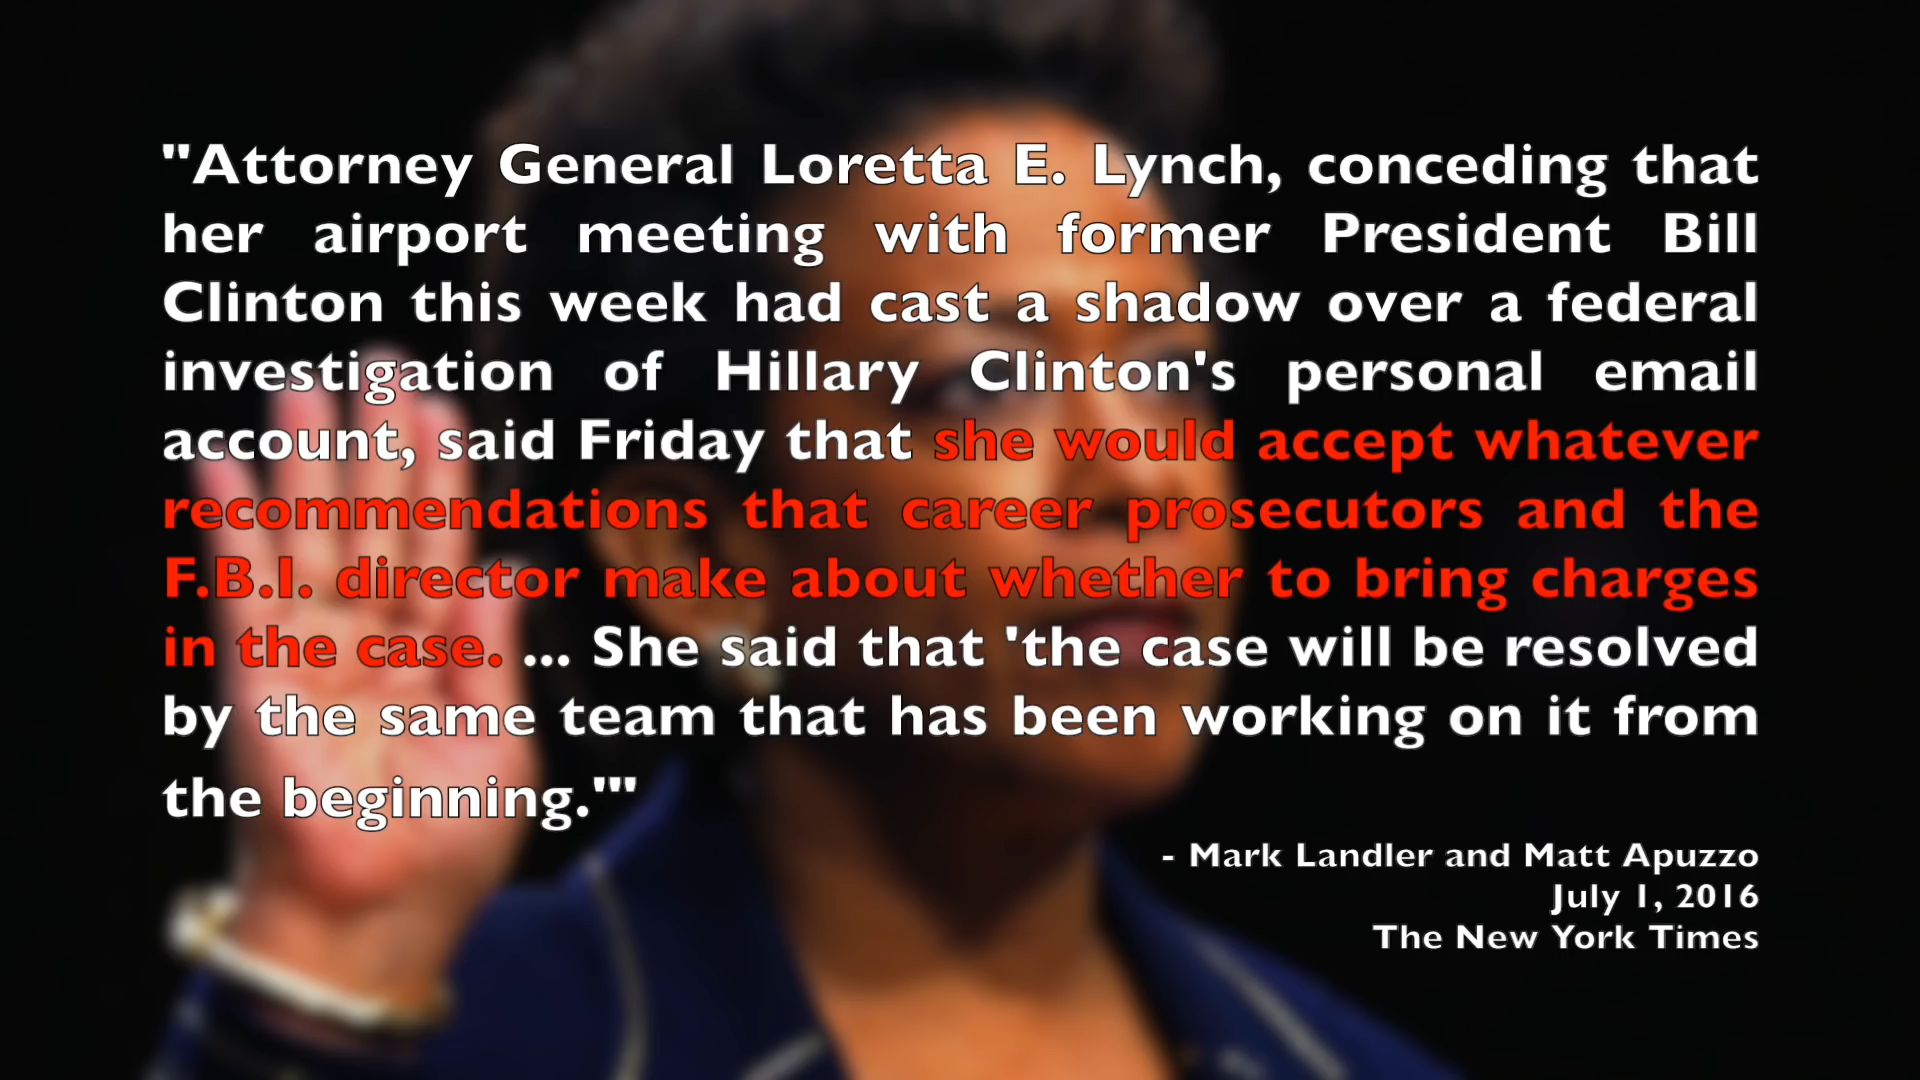 "Attorney General Loretta E. Lynch, conceding that
her airport meeting with former President Bill
Clinton this week had cast a shadow over a federal
investigation of Hillary Clinton's personal email
account, said Friday that she would accept whatever
recommendations that career prosecutors and the
F.B.I. director make about whether to bring charges
in the case. ... She said that 'the case will be resolved
by the same team that has been working on it from
the beginning.'"
- Mark Landler and Matt Apuzzo
July 1, 2016
The New York Times